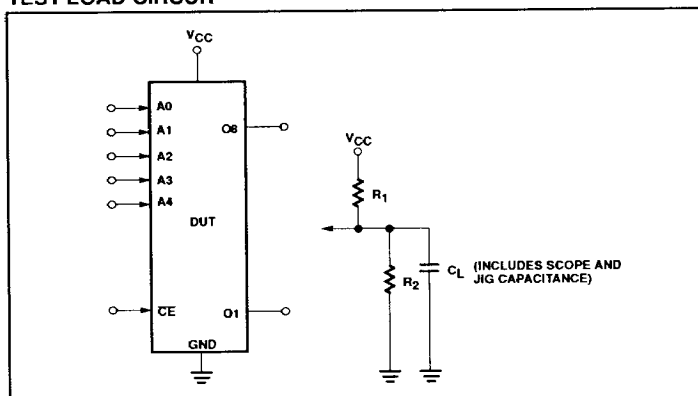 TEST LOAD CIRCUIT
VCC
A0
A1
A2
A3
A4
O8
DUT
CE
O1
GND
VCC
R1
R2
CL (INCLUDES SCOPE AND
JIG CAPACITANCE)